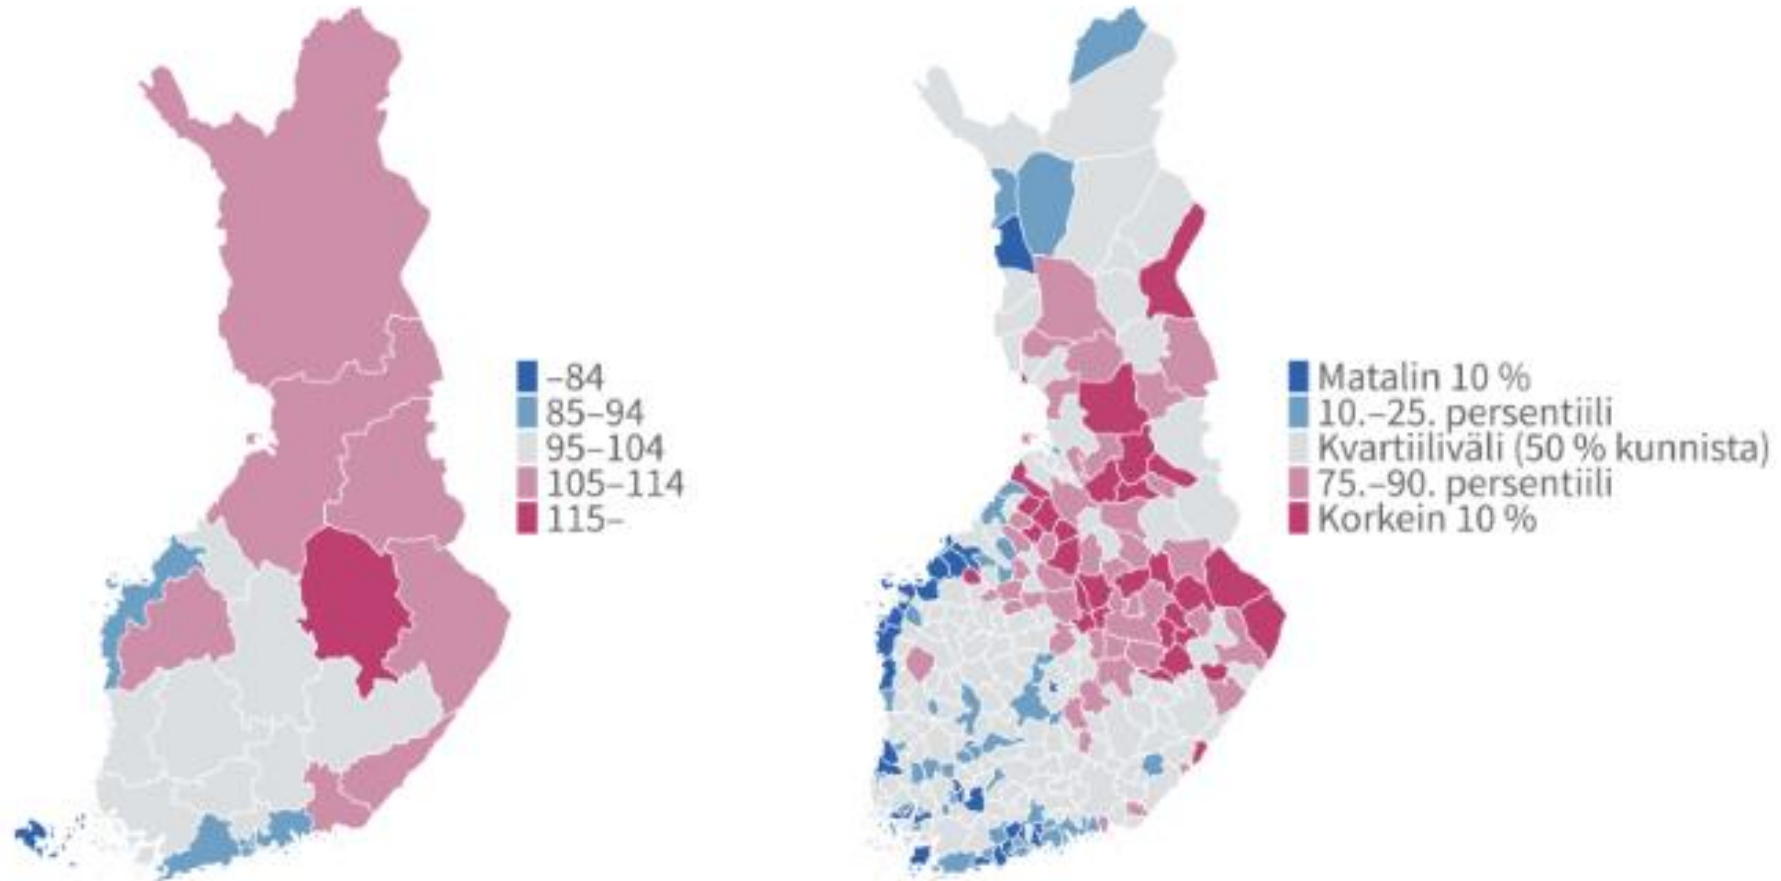 –84
85–94
95–104
105–114
115–
Matalin 10 %
10.–25. persentiili
Kvartiiliväli (50 % kunnista)
75.–90. persentiili
Korkein 10 %